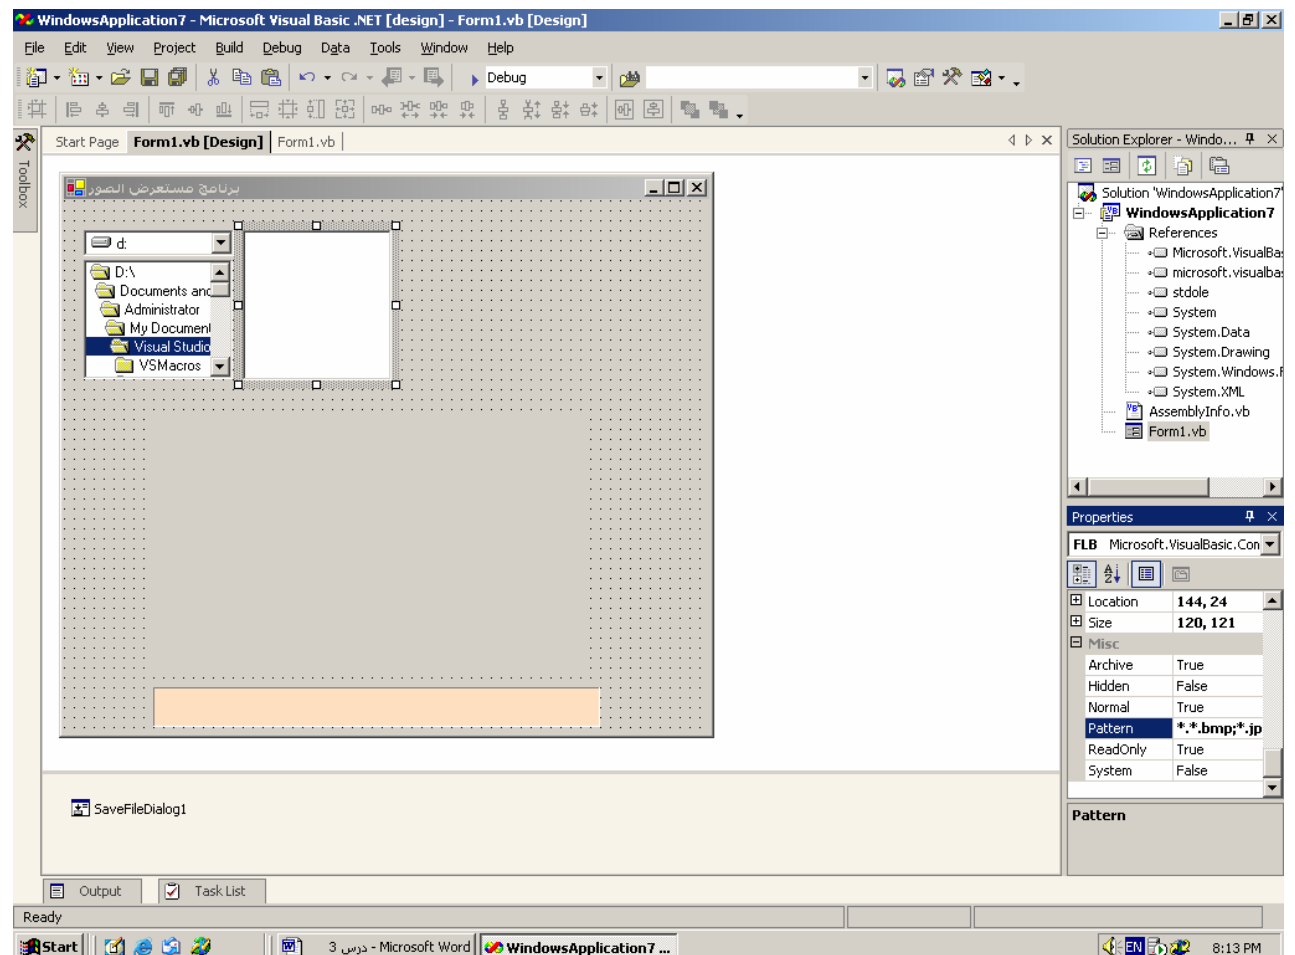 WindowsApplication7 - Microsoft Visual Basic .NET [design] - Form1.vb [Design]
File Edit View Project Build Debug Data Tools Window Help
Debug
Start Page Form1.vb [Design] Form1.vb
Toolbox
برنامج مستعرض الصور
d:
D:\
Documents and
Administrator
My Document
Visual Studio
VSMacros
SaveFileDialog1
Solution Explorer - Windo...
Solution 'WindowsApplication7'
WindowsApplication7
References
Microsoft.VisualBa
microsoft.visualba
stdole
System
System.Data
System.Drawing
System.Windows.F
System.XML
AssemblyInfo.vb
Form1.vb
Properties
FLB Microsoft.VisualBasic.Con
Location 144, 24
Size 120, 121
Misc
Archive True
Hidden False
Normal True
Pattern *.*.bmp;*.jp
ReadOnly True
System False
Pattern
Output Task List
Ready
Start درس 3 - Microsoft Word WindowsApplication7 ... EN 8:13 PM